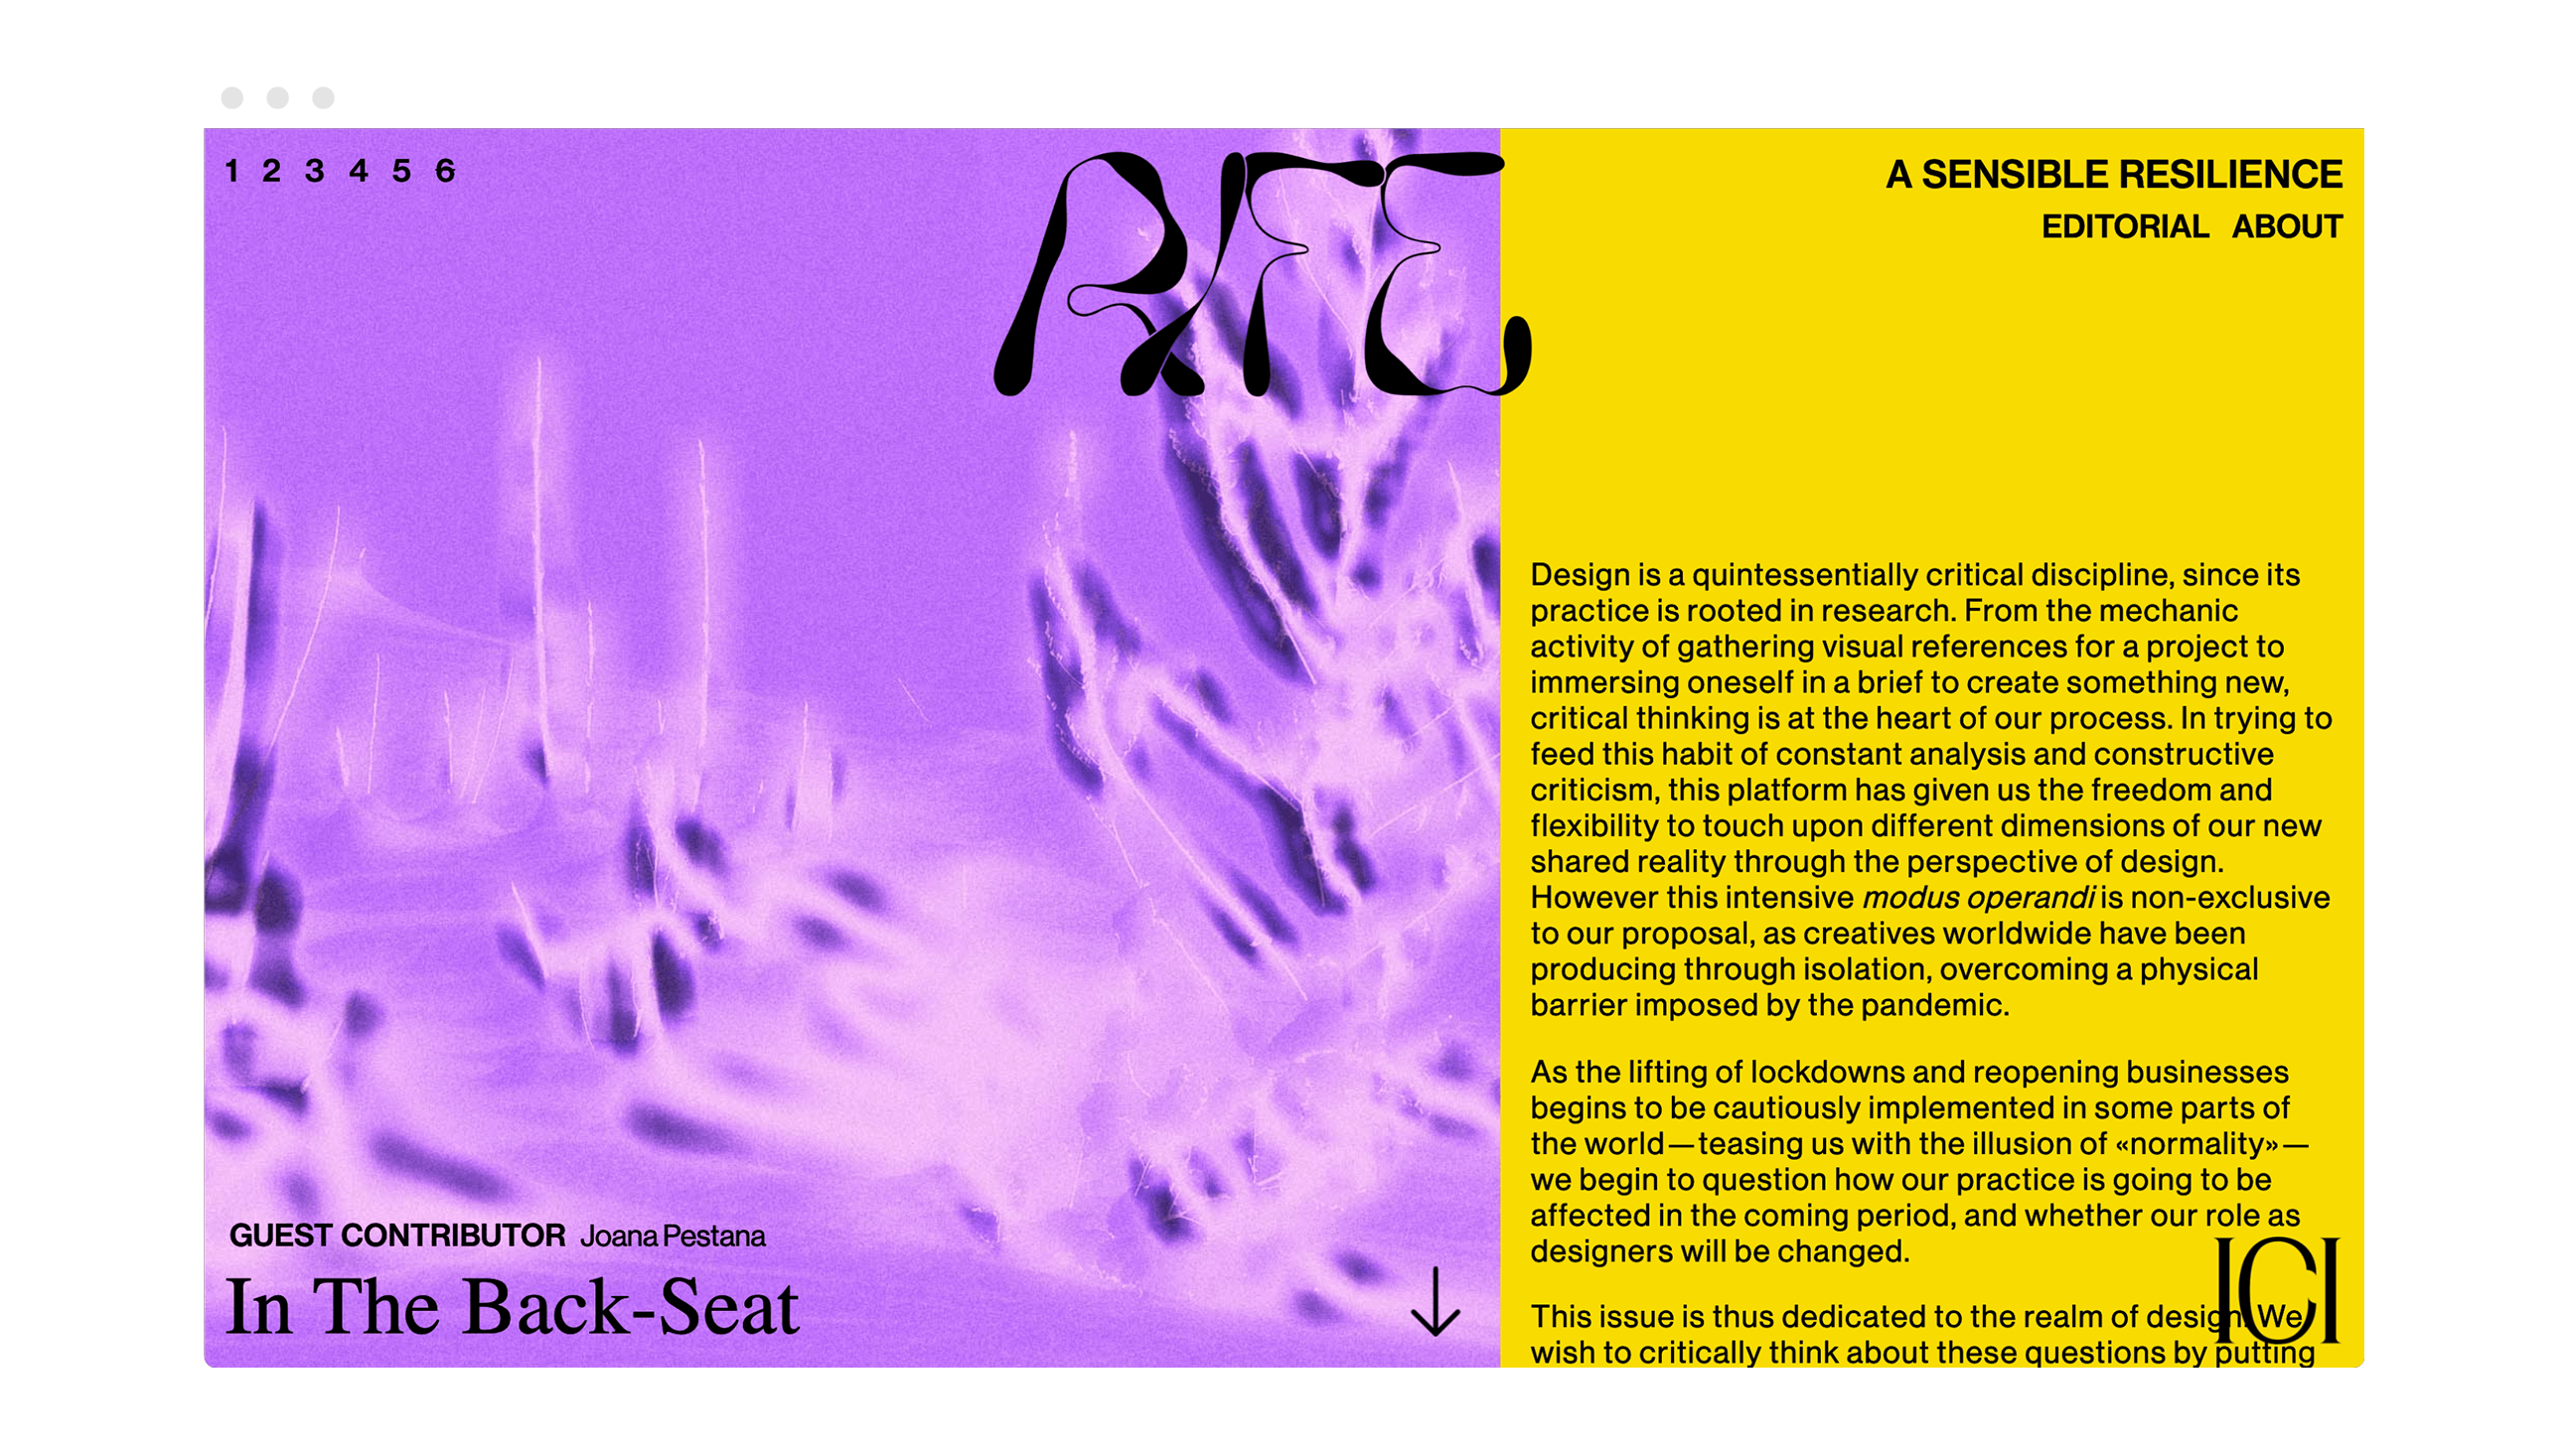 1 2 3 4 5 6
A SENSIBLE RESILIENCE
EDITORIAL ABOUT
Design is a quintessentially critical discipline, since its
practice is rooted in research. From the mechanic
activity of gathering visual references for a project to
immersing oneself in a brief to create something new,
critical thinking is at the heart of our process. In trying to
feed this habit of constant analysis and constructive
criticism, this platform has given us the freedom and
flexibility to touch upon different dimensions of our new
shared reality through the perspective of design.
However this intensive modus operandi is non-exclusive
to our proposal, as creatives worldwide have been
producing through isolation, overcoming a physical
barrier imposed by the pandemic.
As the lifting of lockdowns and reopening businesses
begins to be cautiously implemented in some parts of
the world—teasing us with the illusion of «normality»—
we begin to question how our practice is going to be
affected in the coming period, and whether our role as
designers will be changed.
This issue is thus dedicated to the realm of design. We
wish to critically think about these questions by putting
ICI
GUEST CONTRIBUTOR Joana Pestana
In The Back-Seat